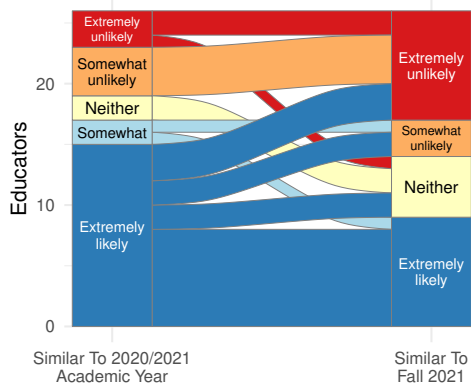 Extremely
unlikely
Somewhat
unlikely
Neither
Somewhat
Extremely
likely
Extremely
unlikely
Somewhat
unlikely
Neither
Extremely
likely
Educators
20
10
0
Similar To 2020/2021
Academic Year
Similar To
Fall 2021